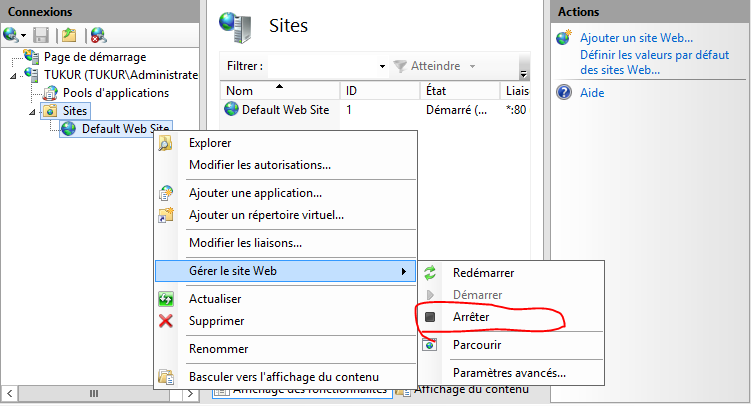 Connexions
Page de démarrage
TUKUR (TUKUR\Administrate
Pools d'applications
Sites
Default Web Site
Sites
Filtrer :
Atteindre
Nom
ID
État
Liais
Default Web Site
1
Démarré (...
*:80
Explorer
Modifier les autorisations...
Ajouter une application...
Ajouter un répertoire virtuel...
Modifier les liaisons...
Gérer le site Web
Actualiser
Supprimer
Renommer
Basculer vers l'affichage du contenu
Redémarrer
Démarrer
Arrêter
Parcourir
Paramètres avancés...
Affichage des fonctionnalités
Affichage du contenu
Actions
Ajouter un site Web...
Définir les valeurs par défaut
des sites Web...
Aide